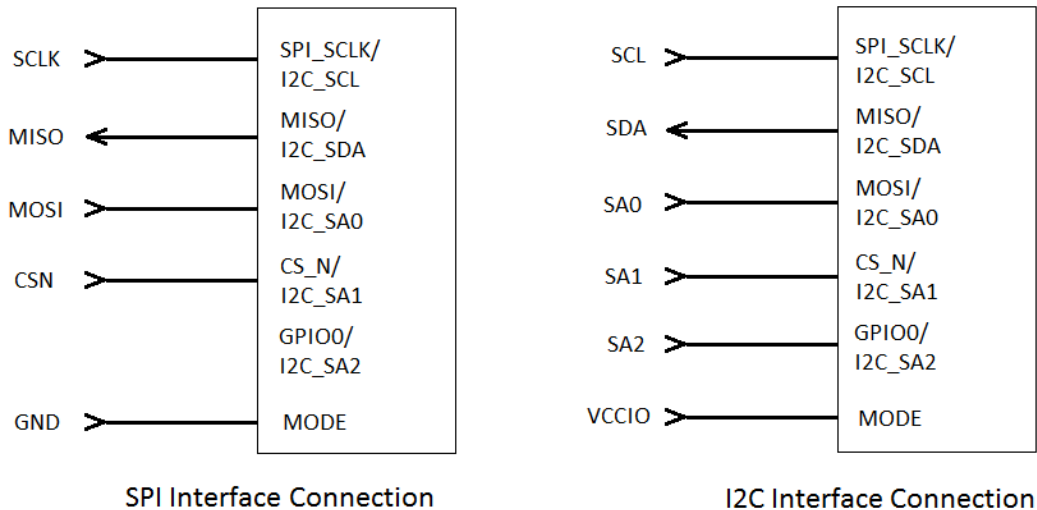 SCLK
SPI_SCLK/
I2C_SCL
MISO
MISO/
I2C_SDA
MOSI
MOSI/
I2C_SA0
CSN
CS_N/
I2C_SA1
GPIO0/
I2C_SA2
GND
MODE
SPI Interface Connection
SCL
SPI_SCLK/
I2C_SCL
SDA
MISO/
I2C_SDA
SA0
MOSI/
I2C_SA0
SA1
CS_N/
I2C_SA1
SA2
GPIO0/
I2C_SA2
VCCIO
MODE
I2C Interface Connection